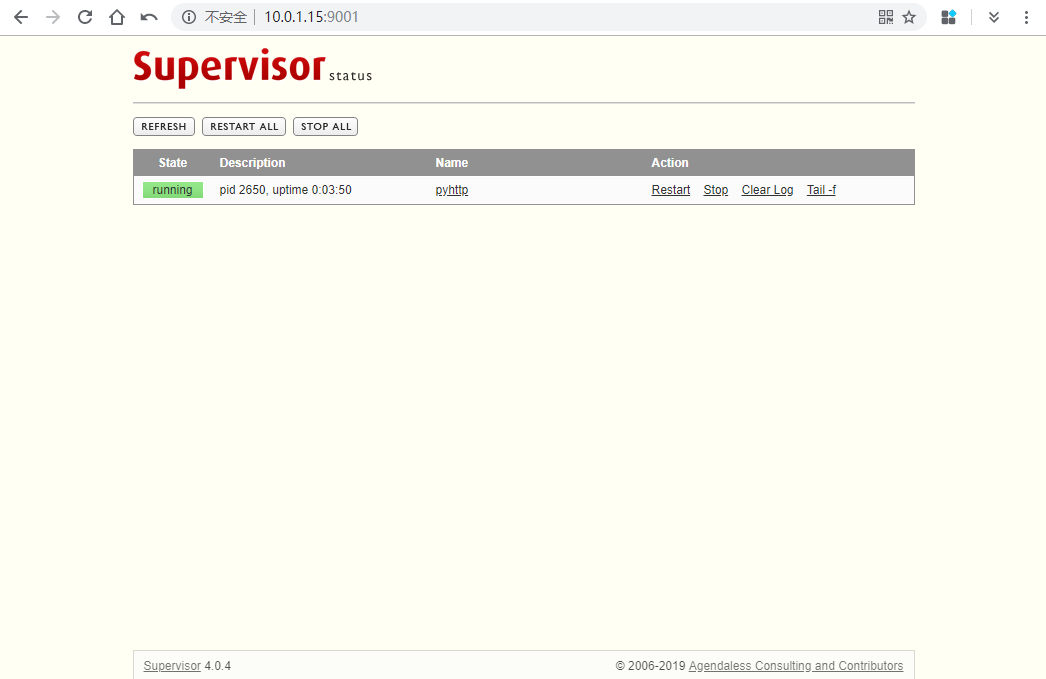 不安全 10.0.1.15:9001
Supervisor status
REFRESH RESTART ALL STOP ALL
State Description Name Action
running pid 2650, uptime 0:03:50 pyhttp Restart Stop Clear Log Tail -f
Supervisor 4.0.4 © 2006-2019 Agendaless Consulting and Contributors